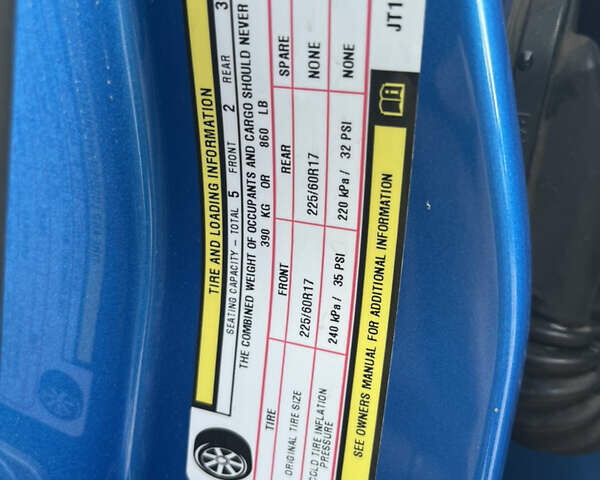 TIRE AND LOADING INFORMATION
SEATING CAPACITY – TOTAL 5 FRONT 2 REAR 3
THE COMBINED WEIGHT OF OCCUPANTS AND CARGO SHOULD NEVER
390 KG OR 860 LB
TIRE FRONT REAR SPARE
ORIGINAL TIRE SIZE 225/60R17 225/60R17 NONE
COLD TIRE INFLATION
PRESSURE 240 kPa / 35 PSI 220 kPa / 32 PSI NONE
SEE OWNERS MANUAL FOR ADDITIONAL INFORMATION
JT1